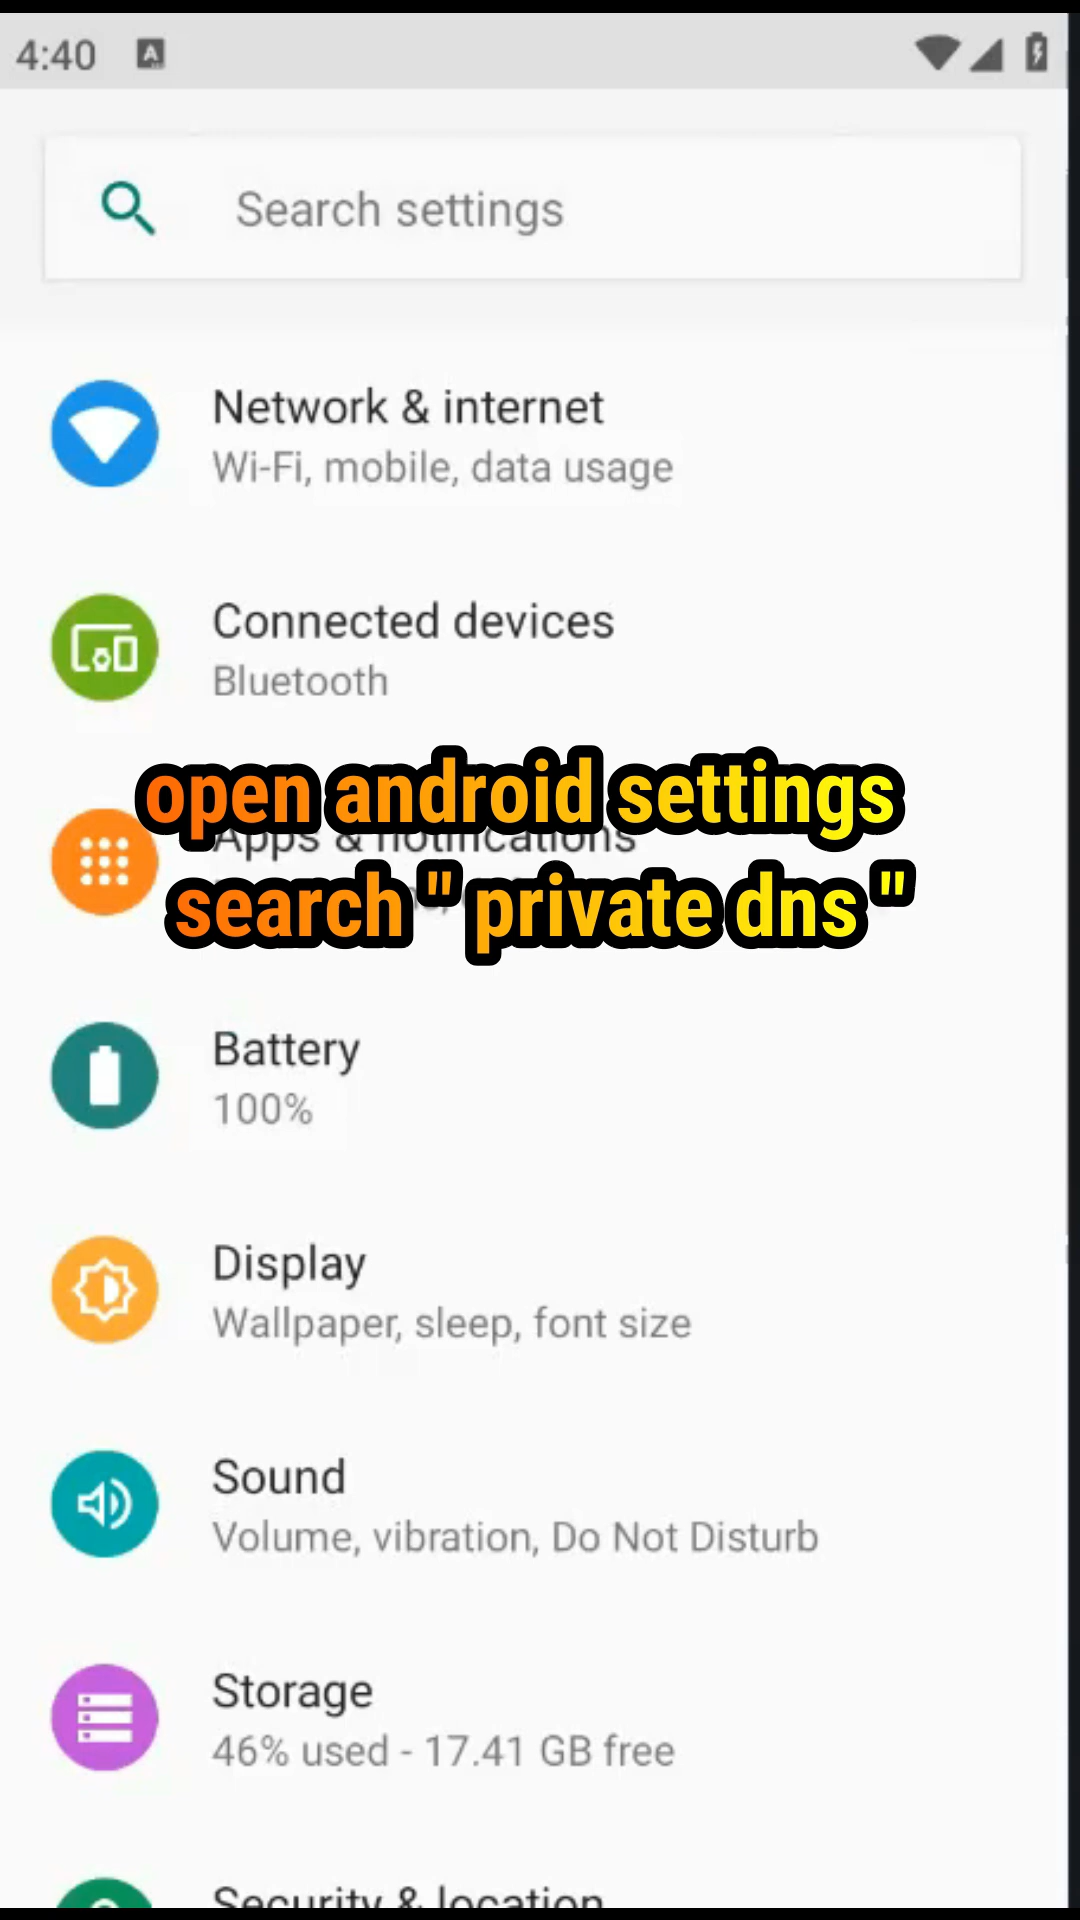 4:40
A
Search settings
Network & internet
Wi-Fi, mobile, data usage
Connected devices
Bluetooth
open android settings
Apps & notifications
search " private dns "
Battery
100%
Display
Wallpaper, sleep, font size
Sound
Volume, vibration, Do Not Disturb
Storage
46% used - 17.41 GB free
Security & location